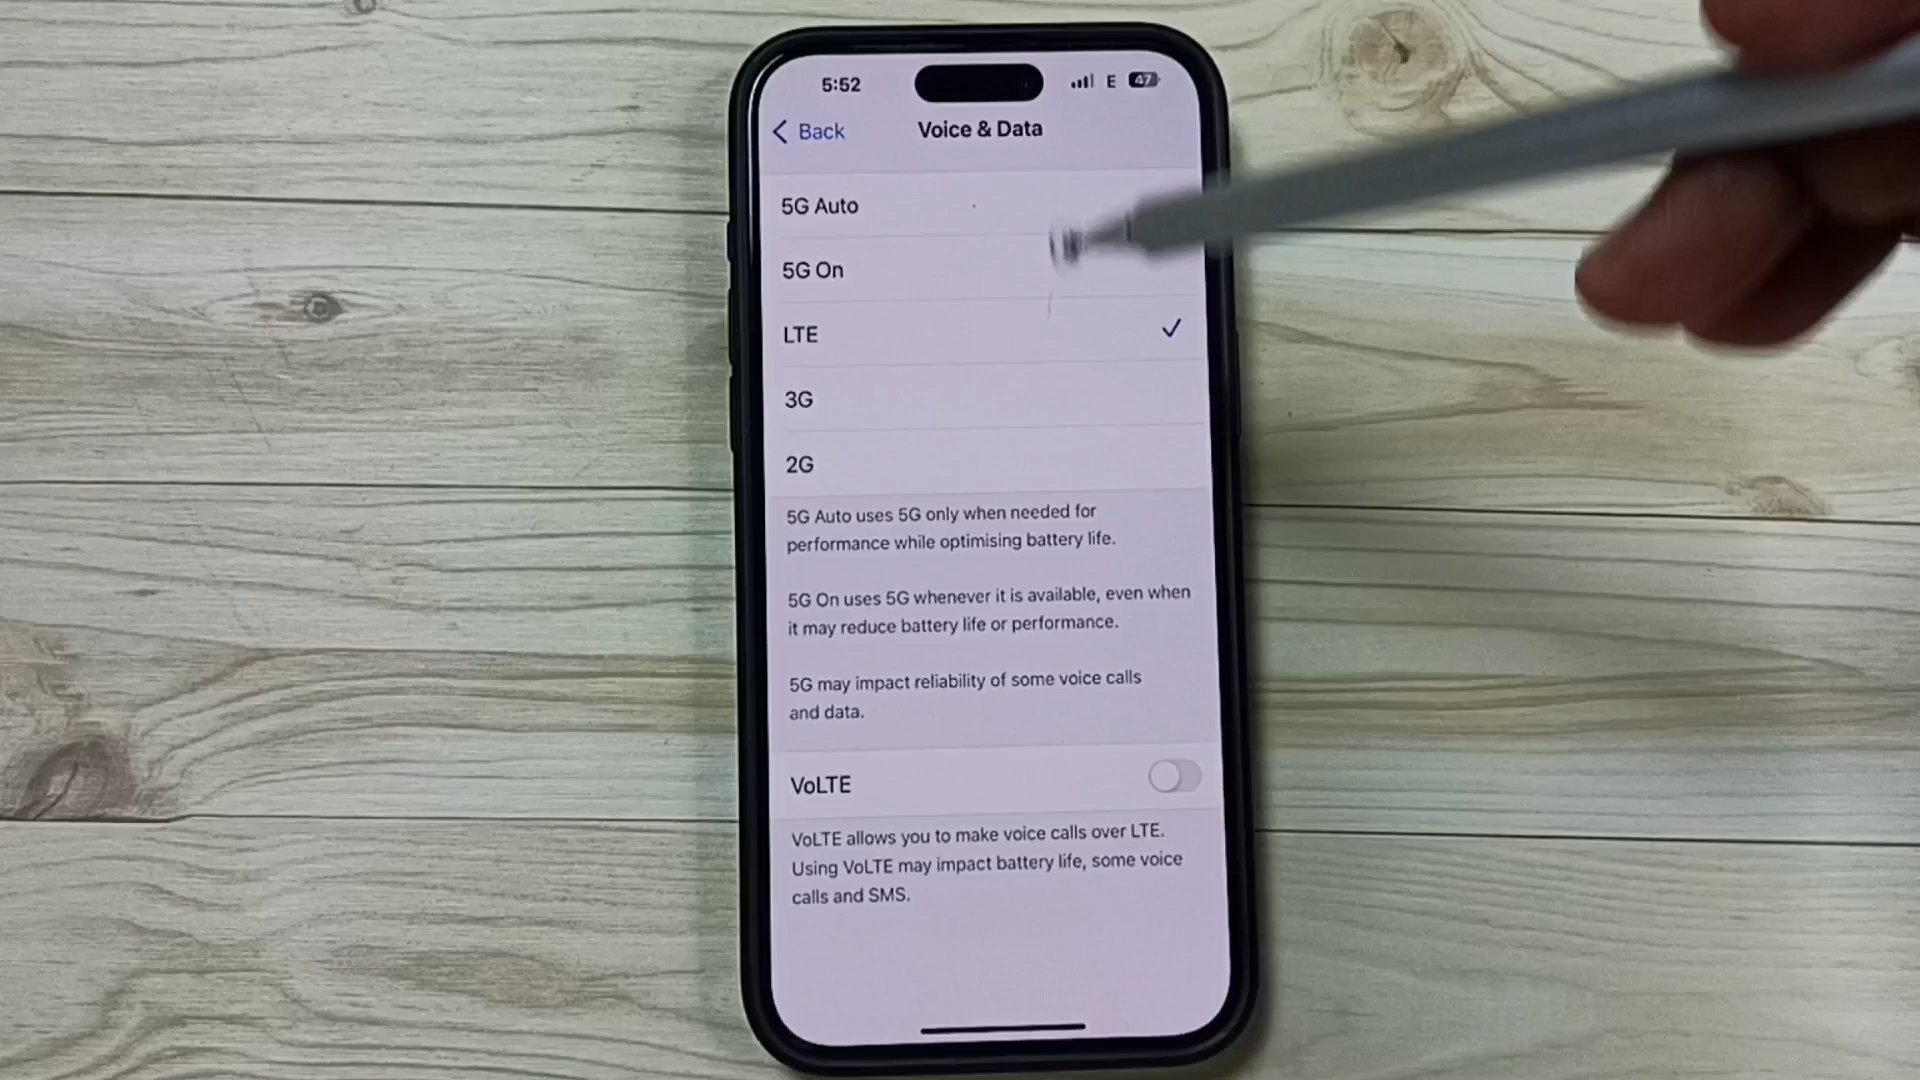 5:52
E
47
Back
Voice & Data
5G Auto
5G On
LTE
3G
2G
5G Auto uses 5G only when needed for
performance while optimising battery life.
5G On uses 5G whenever it is available, even when
it may reduce battery life or performance.
5G may impact reliability of some voice calls
and data.
VoLTE
VoLTE allows you to make voice calls over LTE.
Using VoLTE may impact battery life, some voice
calls and SMS.